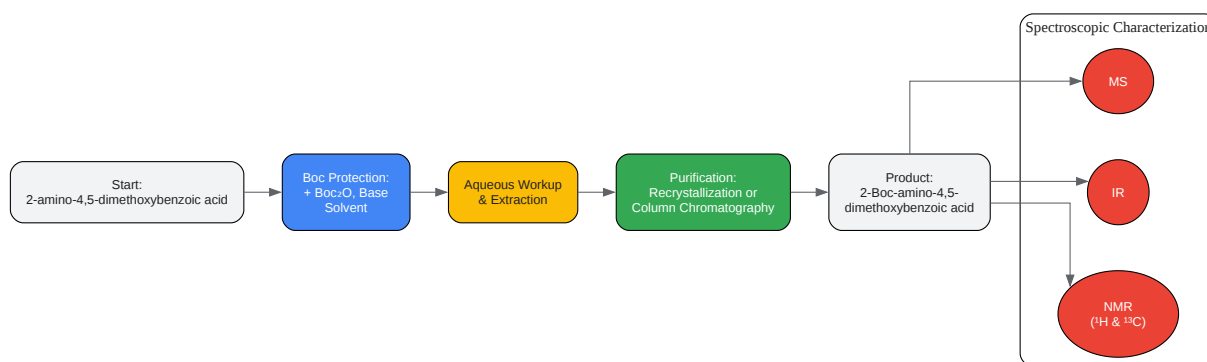 Spectroscopic Characterization
MS
Start:
2-amino-4,5-dimethoxybenzoic acid
Boc Protection:
+ Boc₂O, Base
Solvent
Aqueous Workup
& Extraction
Purification:
Recrystallization or
Column Chromatography
Product:
2-Boc-amino-4,5-
dimethoxybenzoic acid
IR
NMR
(¹H & ¹³C)